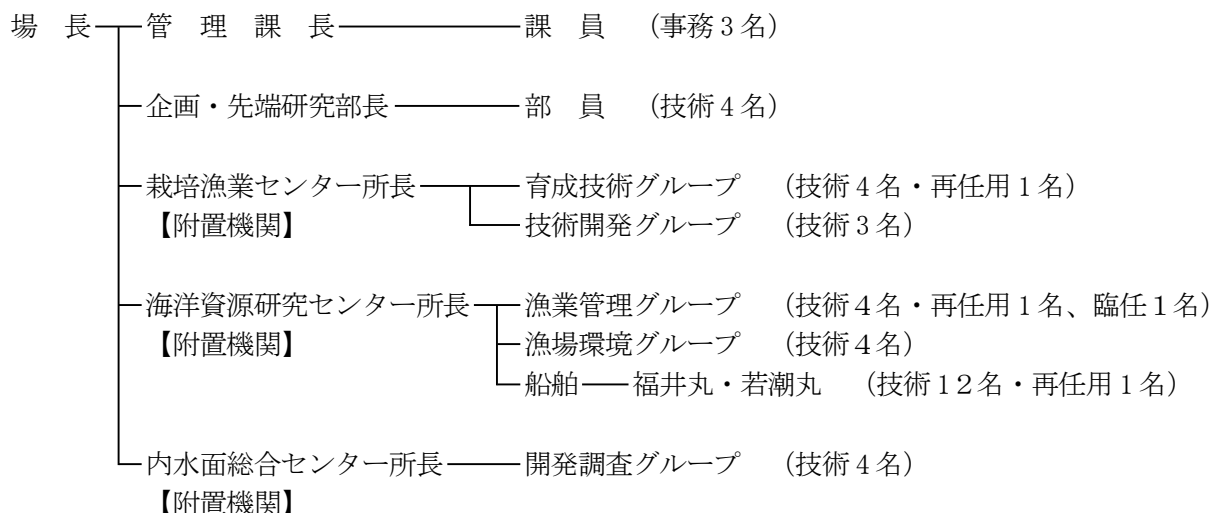 場　長　管　理　課　長　課　員　（事務３名）
企画・先端研究部長　部　員　（技術４名）
栽培漁業センター所長　育成技術グループ　（技術４名・再任用１名）
【附置機関】　技術開発グループ　（技術３名）
海洋資源研究センター所長　漁業管理グループ　（技術４名・再任用１名、臨任１名）
【附置機関】　漁場環境グループ　（技術４名）
船舶　福井丸・若潮丸　（技術１２名・再任用１名）
内水面総合センター所長　開発調査グループ　（技術４名）
【附置機関】